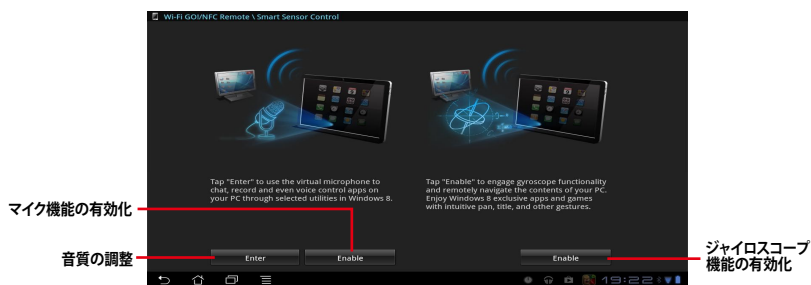 Wi-Fi GO!/NFC Remote \ Smart Sensor Control
Tap "Enter" to use the virtual microphone to
chat, record and even voice control apps on
your PC through selected utilities in Windows 8.
Tap "Enable" to engage gyroscope functionality
and remotely navigate the contents of your PC.
Enjoy Windows 8 exclusive apps and games
with intuitive pan, title, and other gestures.
マイク機能の有効化
音質の調整
Enter
Enable
Enable
ジャイロスコープ
機能の有効化
19:22